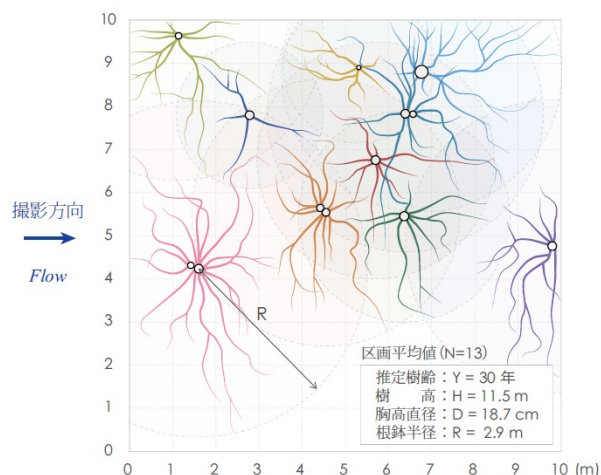 10
9
8
7
6
5
4
3
2
1
0
撮影方向
Flow
R
区画平均値(N=13)
推定樹齢：Y = 30 年
樹　　高：H = 11.5 m
胸高直径：D = 18.7 cm
根鉢半径：R = 2.9 m
0 1 2 3 4 5 6 7 8 9 10 (m)